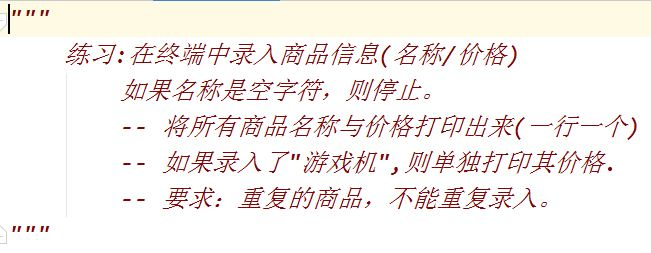 """
练习:在终端中录入商品信息(名称/价格)
如果名称是空字符，则停止。
-- 将所有商品名称与价格打印出来(一行一个)
-- 如果录入了"游戏机",则单独打印其价格.
-- 要求：重复的商品，不能重复录入。
"""